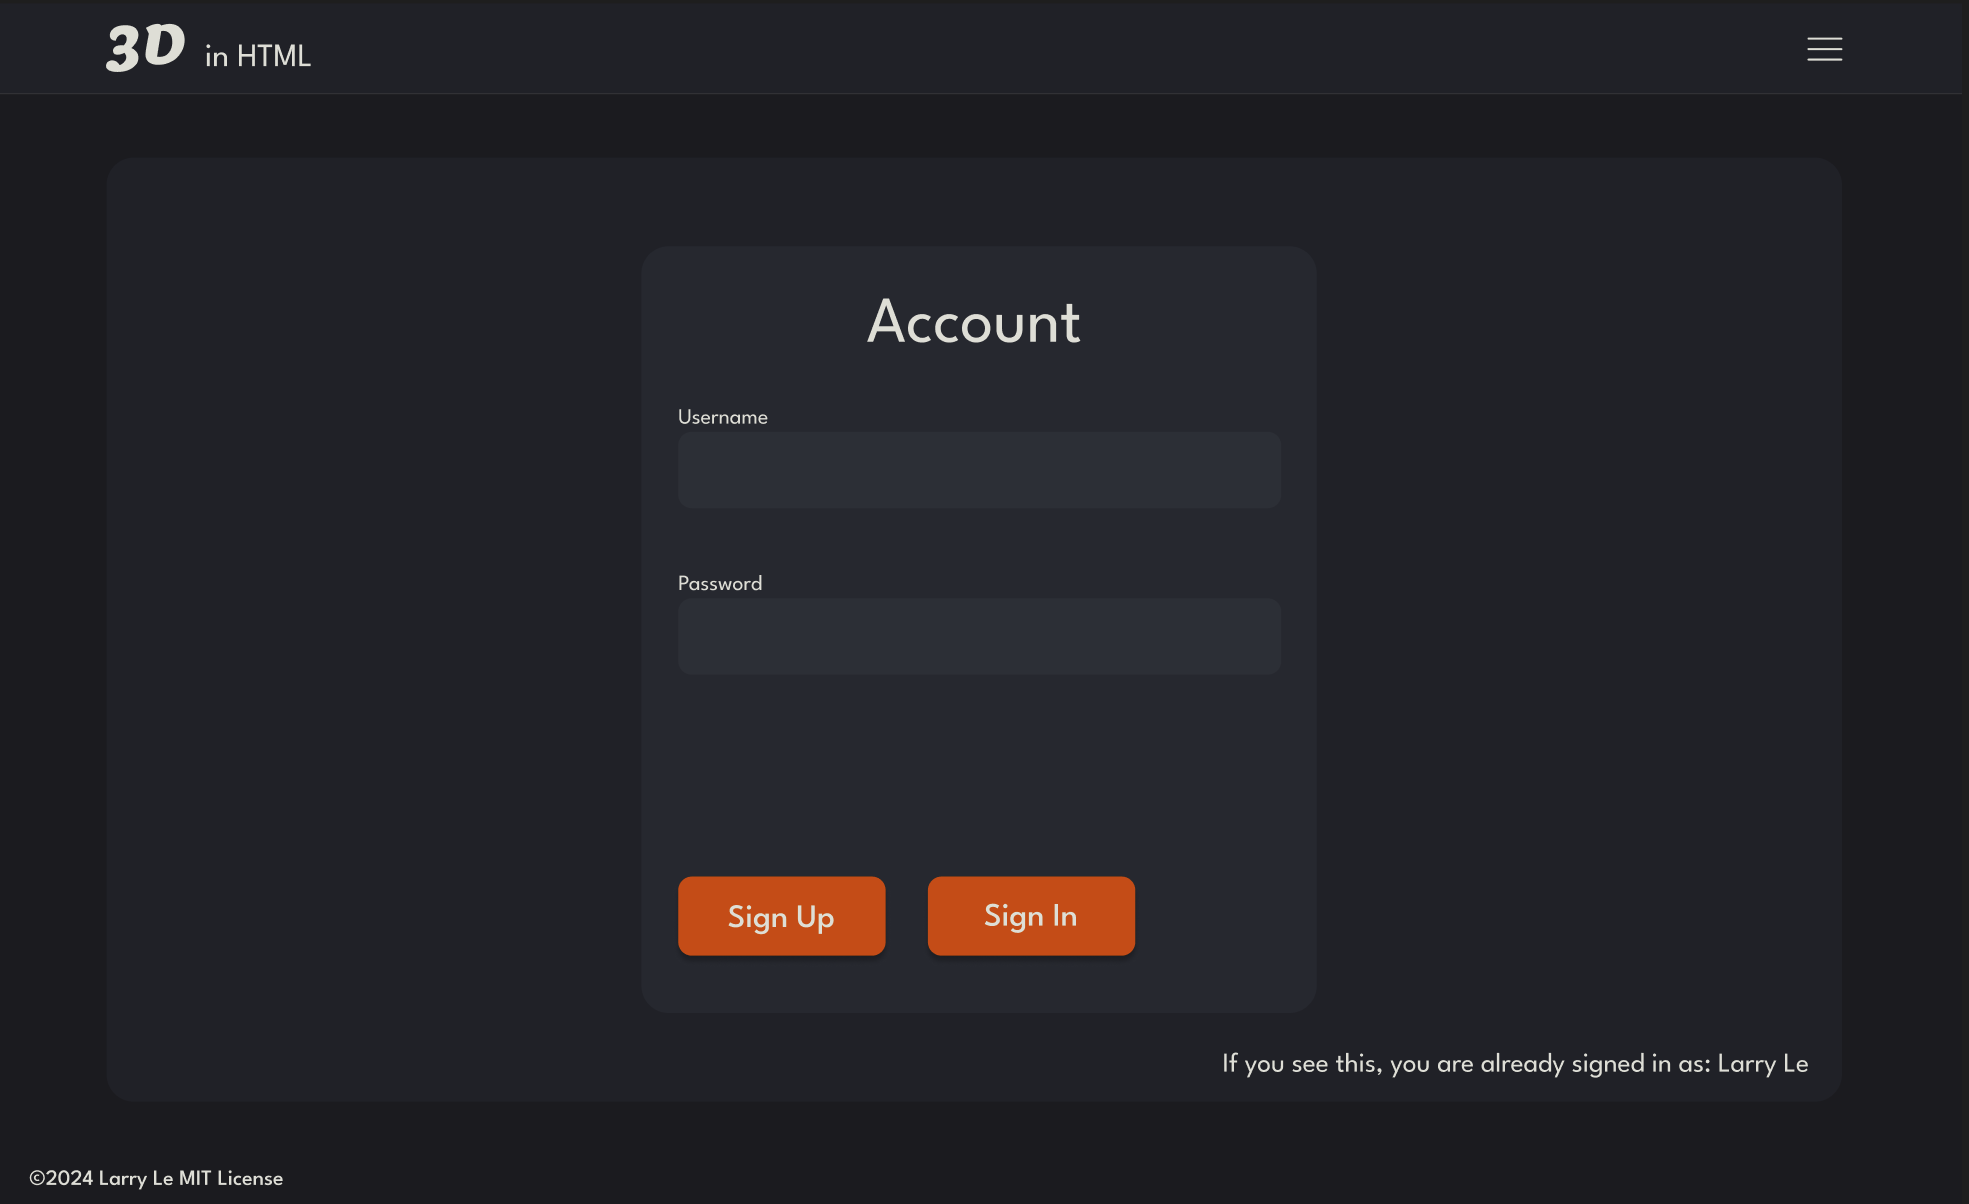 3D in HTML
Account
Username
Password
Sign Up
Sign In
If you see this, you are already signed in as: Larry Le
©2024 Larry Le MIT License